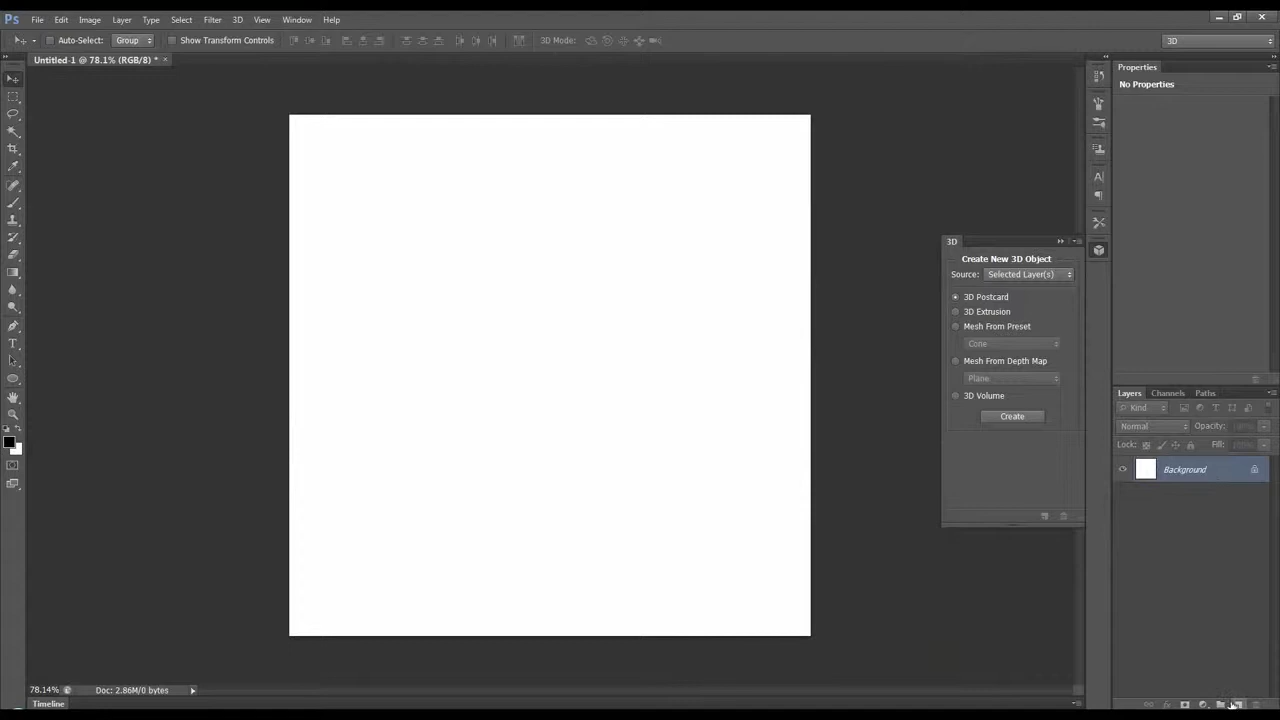 Ps File Edit Image Layer Type Select Filter 3D View Window Help
Auto-Select: Group Show Transform Controls 3D Mode: 3D
Untitled-1 @ 78.1% (RGB/8) * ×
Properties
No Properties
3D
Create New 3D Object
Source: Selected Layer(s)
3D Postcard
3D Extrusion
Mesh From Preset
Cone
Mesh From Depth Map
Plane
3D Volume
Create
Layers Channels Paths
Kind
Normal Opacity:
Lock: Fill:
Background
78.14% Doc: 2.86M/0 bytes
Timeline